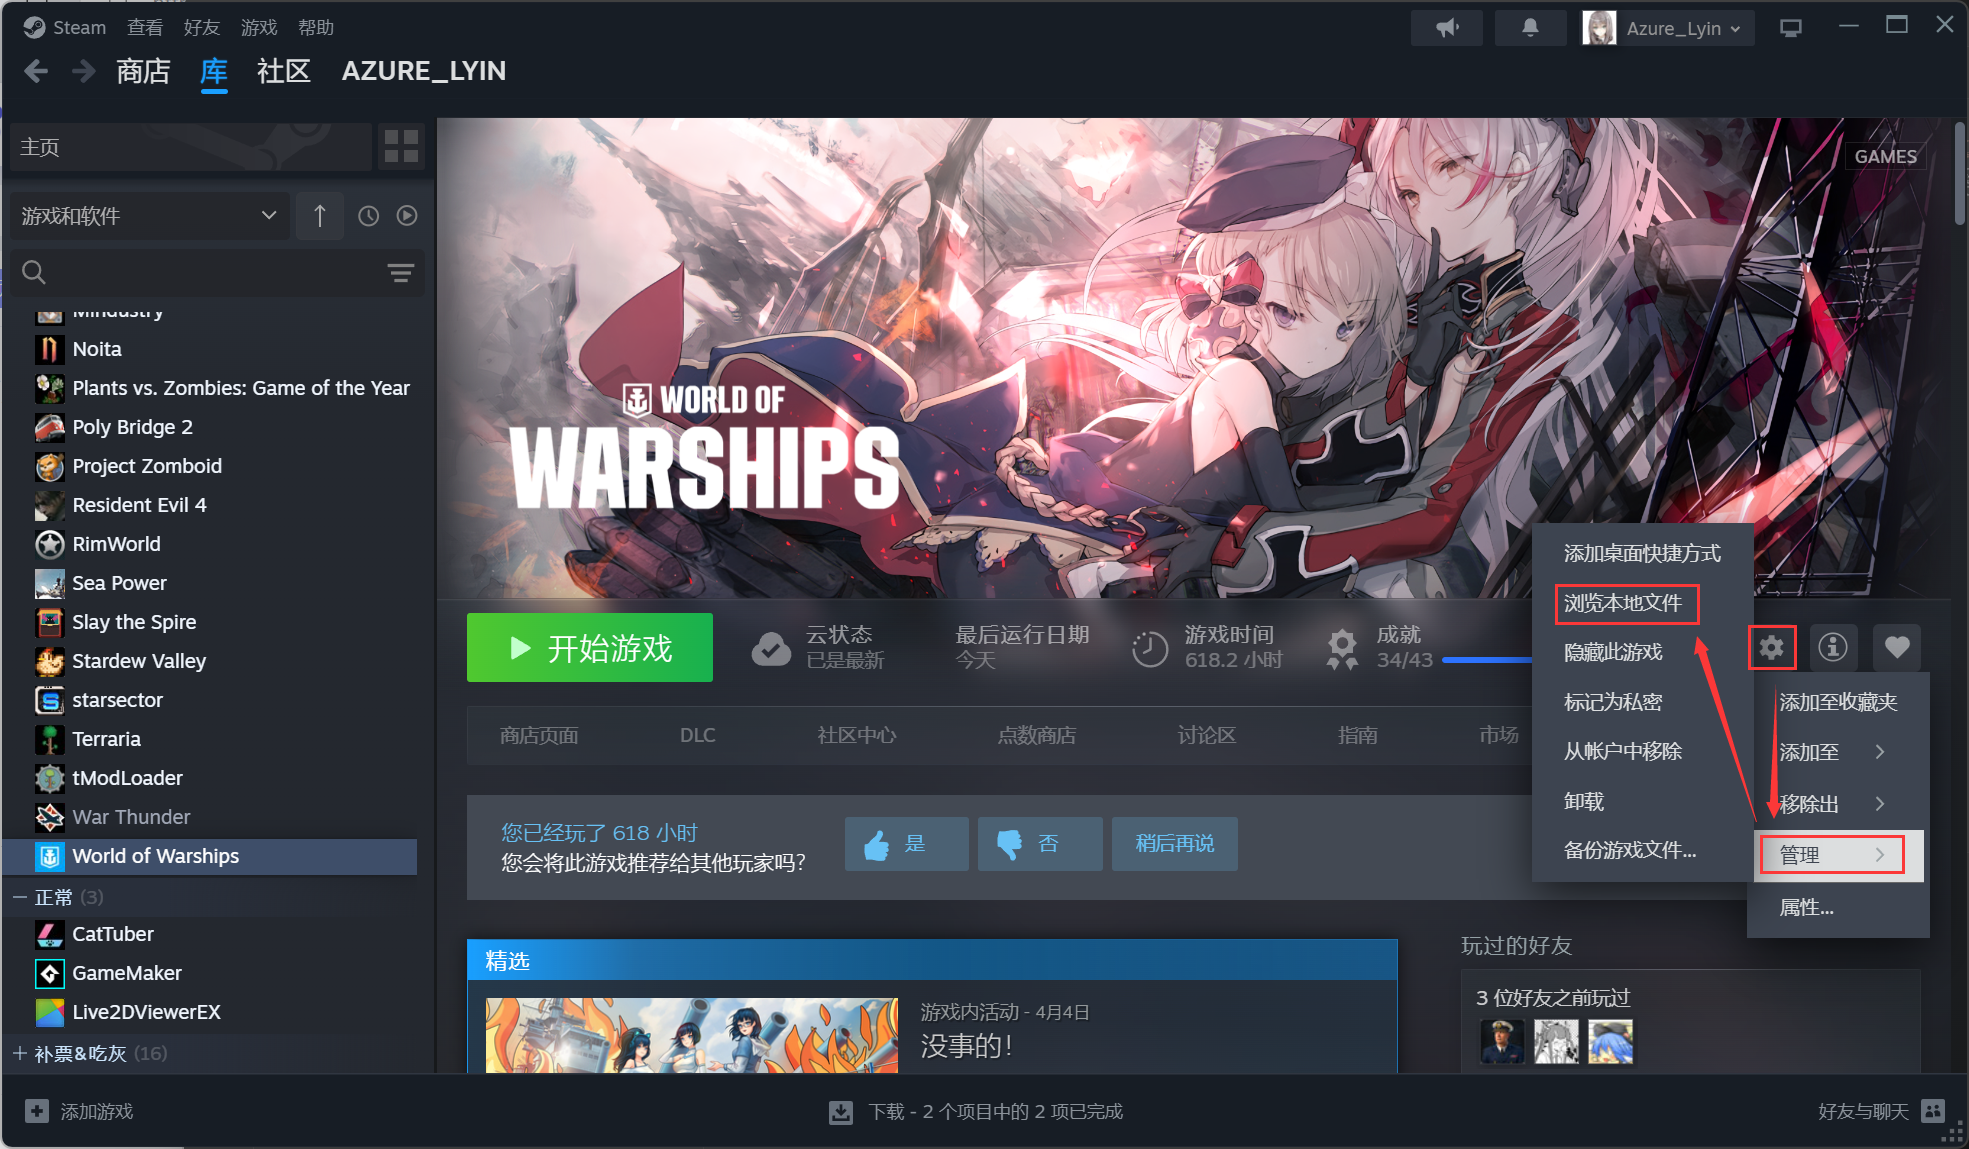 Steam 查看 好友 游戏 帮助
Azure_Lyin
商店 库 社区 AZURE_LYIN
主页
游戏和软件
Mindustry
Noita
Plants vs. Zombies: Game of the Year
Poly Bridge 2
Project Zomboid
Resident Evil 4
RimWorld
Sea Power
Slay the Spire
Stardew Valley
starsector
Terraria
tModLoader
War Thunder
World of Warships
正常 (3)
CatTuber
GameMaker
Live2DViewerEX
补票&吃灰 (16)
GAMES
WORLD OF
WARSHIPS
开始游戏
云状态
已是最新
最后运行日期
今天
游戏时间
618.2 小时
成就
34/43
商店页面 DLC 社区中心 点数商店 讨论区 指南 市场
您已经玩了 618 小时
您会将此游戏推荐给其他玩家吗?
是 否 稍后再说
添加桌面快捷方式
浏览本地文件
隐藏此游戏
标记为私密
从帐户中移除
卸载
备份游戏文件...
添加至收藏夹
添加至
移除出
管理
属性...
精选
游戏内活动 - 4月4日
没事的！
玩过的好友
3 位好友之前玩过
添加游戏
下载 - 2 个项目中的 2 项已完成
好友与聊天